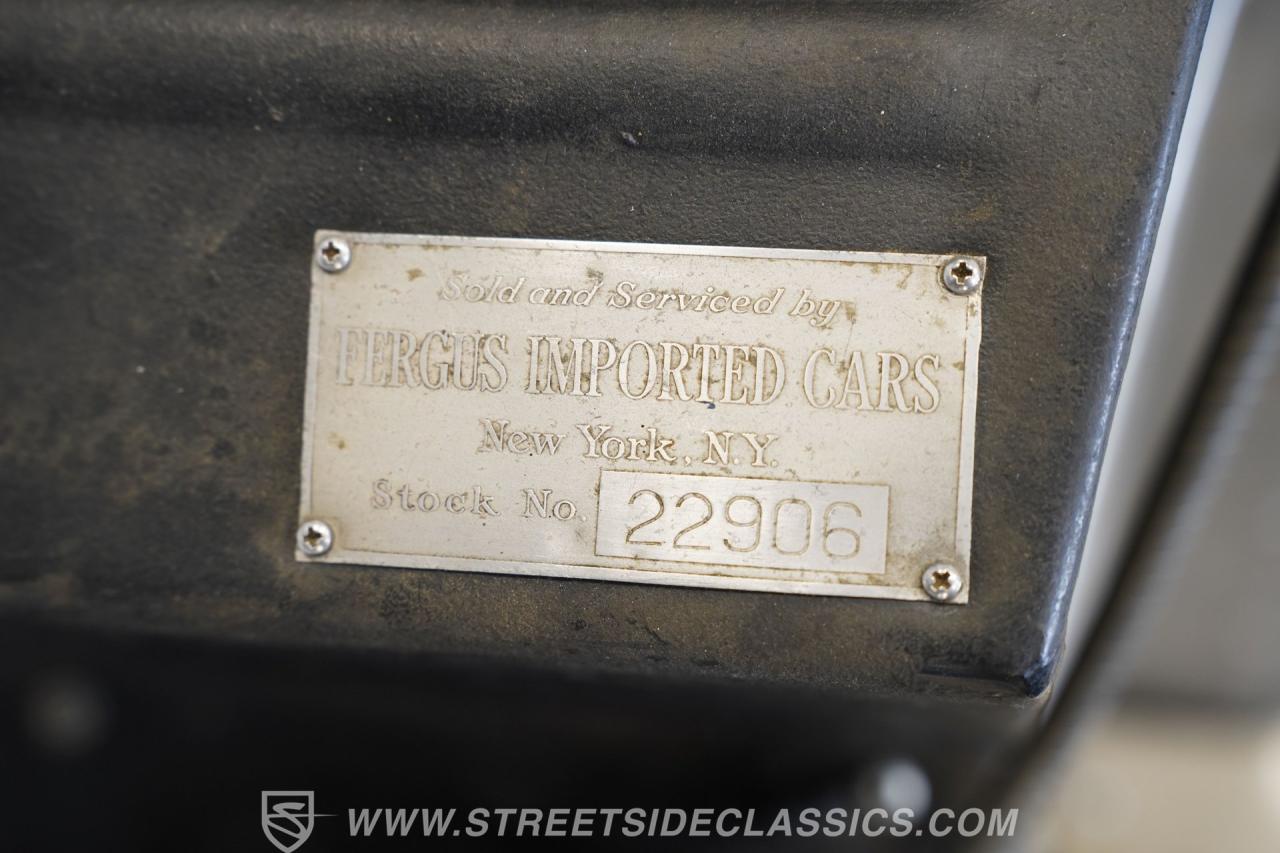 Sold and Serviced by
FERGUS IMPORTED CARS
New York, N.Y.
Stock No. 22906
WWW.STREETSIDECLASSICS.COM